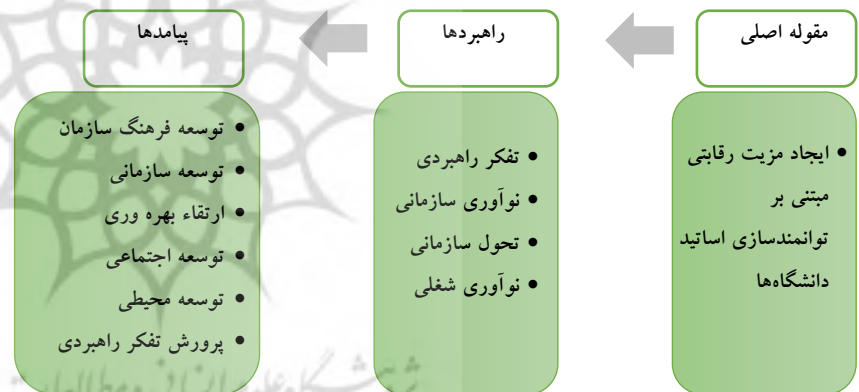 مقوله اصلی
راهبردها
پیامدها
• ایجاد مزیت رقابتی
مبتنی بر
توانمندسازی اساتید
دانشگاه‌ها
• تفکر راهبردی
• نوآوری سازمانی
• تحول سازمانی
• نوآوری شغلی
• توسعه فرهنگ سازمان
• توسعه سازمانی
• ارتقاء بهره وری
• توسعه اجتماعی
• توسعه محیطی
• پرورش تفکر راهبردی